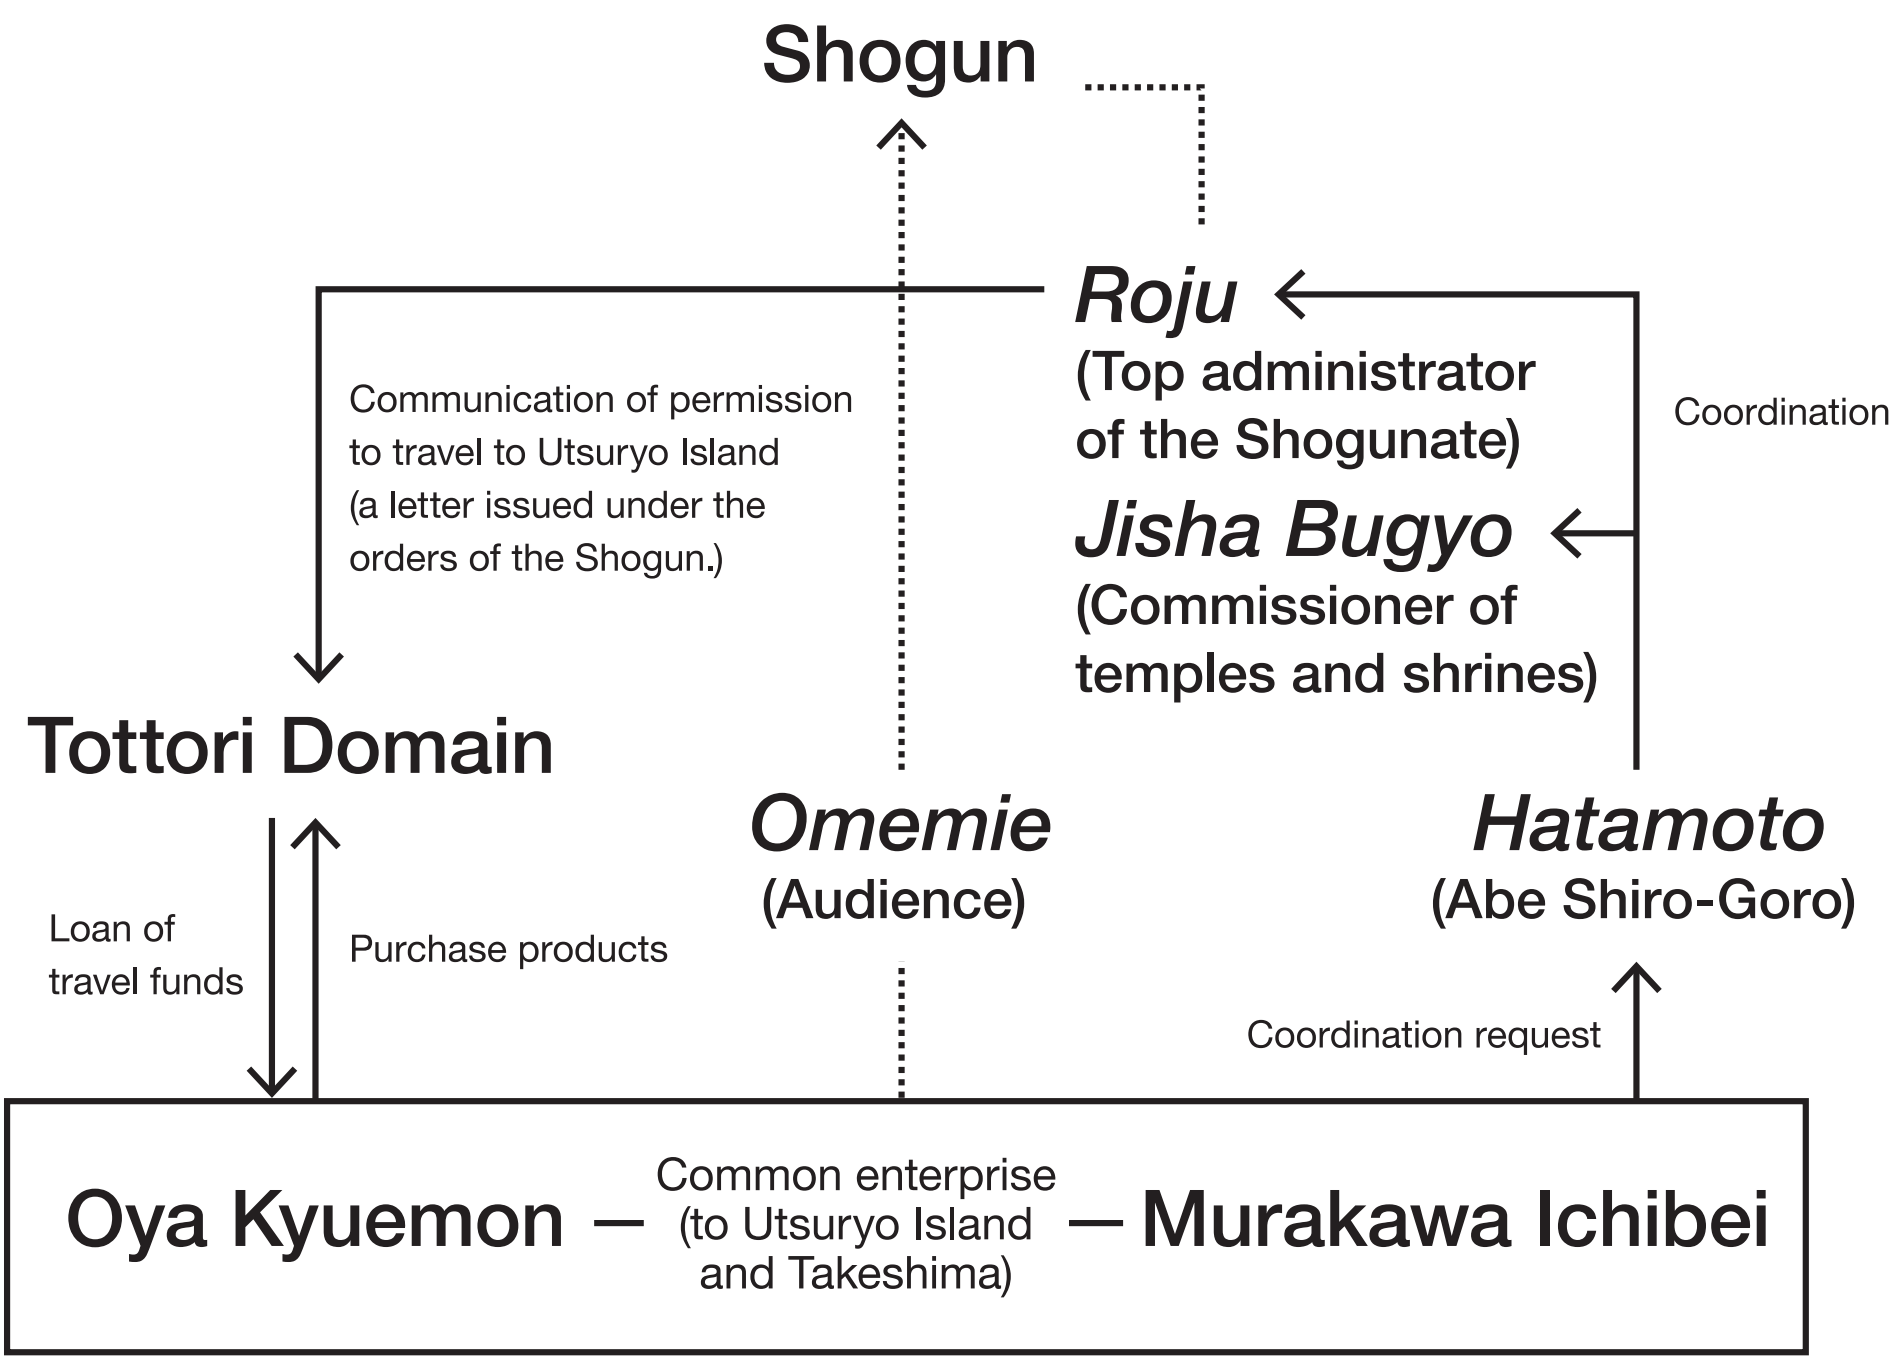 Shogun
Roju
(Top administrator
of the Shogunate)
Coordination
Communication of permission
to travel to Utsuryo Island
(a letter issued under the
orders of the Shogun.)
Jisha Bugyo
(Commissioner of
temples and shrines)
Tottori Domain
Omemie
(Audience)
Hatamoto
(Abe Shiro-Goro)
Loan of
travel funds
Purchase products
Coordination request
Oya Kyuemon
Common enterprise
(to Utsuryo Island
and Takeshima)
Murakawa Ichibei